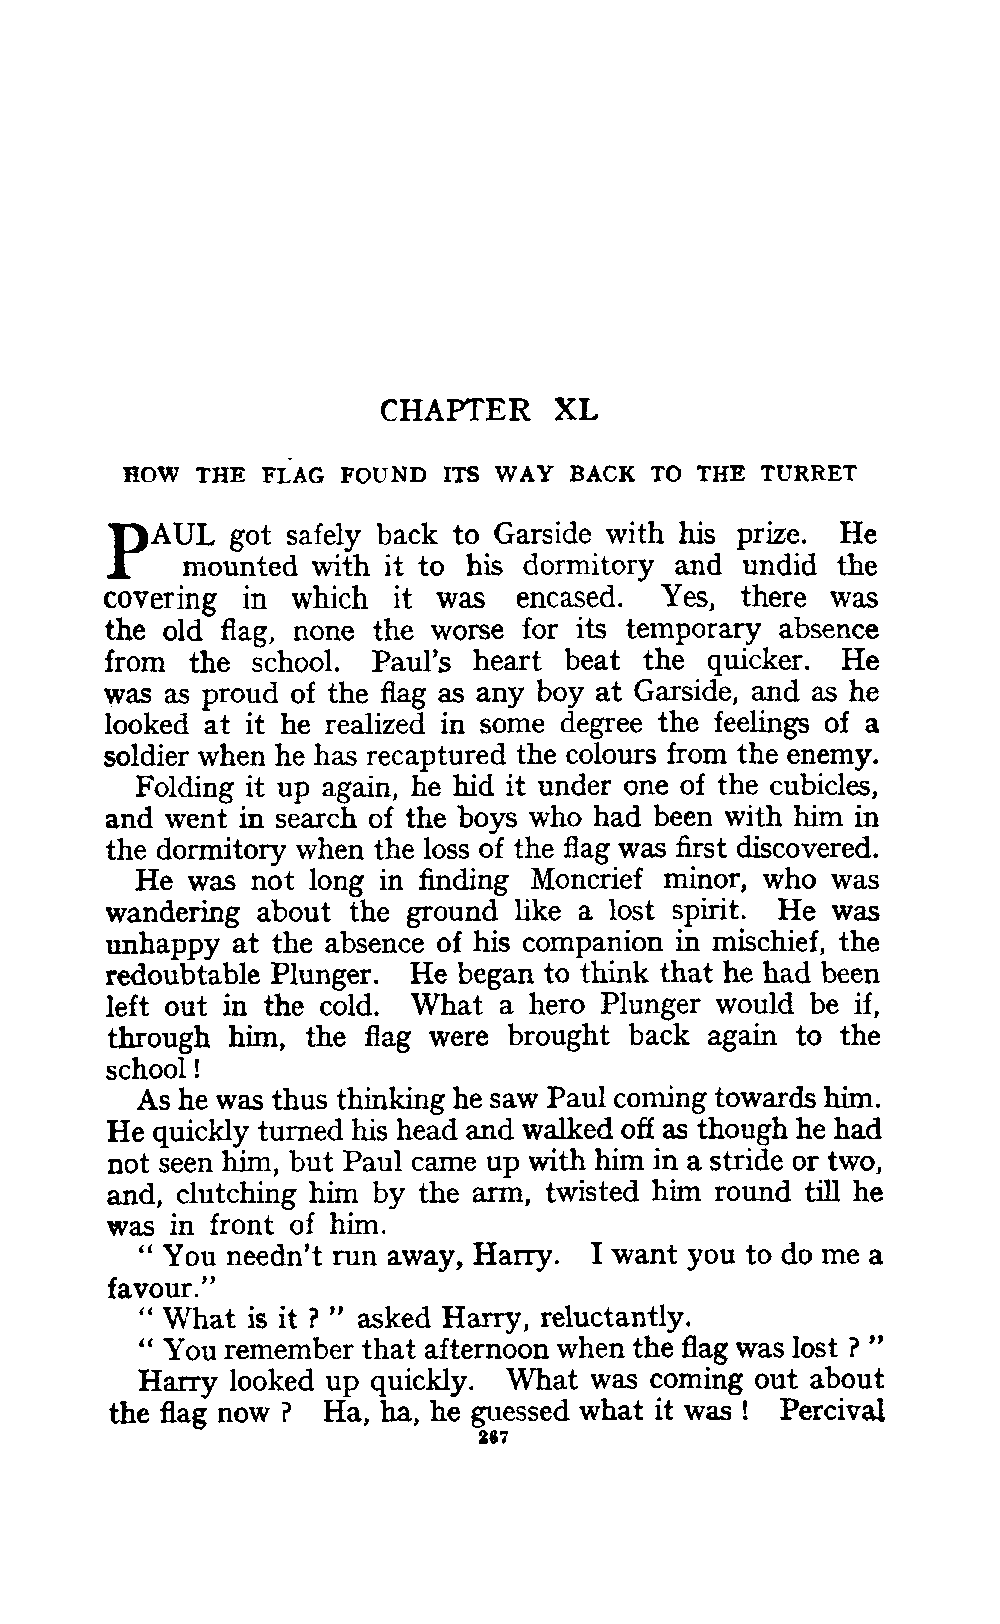 CHAPTER XL
HOW THE FLAG FOUND ITS WAY BACK TO THE TURRET
PAUL got safely back to Garside with his prize. He
mounted with it to his dormitory and undid the
covering in which it was encased. Yes, there was
the old flag, none the worse for its temporary absence
from the school. Paul's heart beat the quicker. He
was as proud of the flag as any boy at Garside, and as he
looked at it he realized in some degree the feelings of a
soldier when he has recaptured the colours from the enemy.
Folding it up again, he hid it under one of the cubicles,
and went in search of the boys who had been with him in
the dormitory when the loss of the flag was first discovered.
He was not long in finding Moncrief minor, who was
wandering about the ground like a lost spirit. He was
unhappy at the absence of his companion in mischief, the
redoubtable Plunger. He began to think that he had been
left out in the cold. What a hero Plunger would be if,
through him, the flag were brought back again to the
school !
As he was thus thinking he saw Paul coming towards him.
He quickly turned his head and walked off as though he had
not seen him, but Paul came up with him in a stride or two,
and, clutching him by the arm, twisted him round till he
was in front of him.
" You needn't run away, Harry. I want you to do me a
favour."
" What is it ? " asked Harry, reluctantly.
" You remember that afternoon when the flag was lost ? "
Harry looked up quickly. What was coming out about
the flag now ? Ha, ha, he guessed what it was ! Percival
267